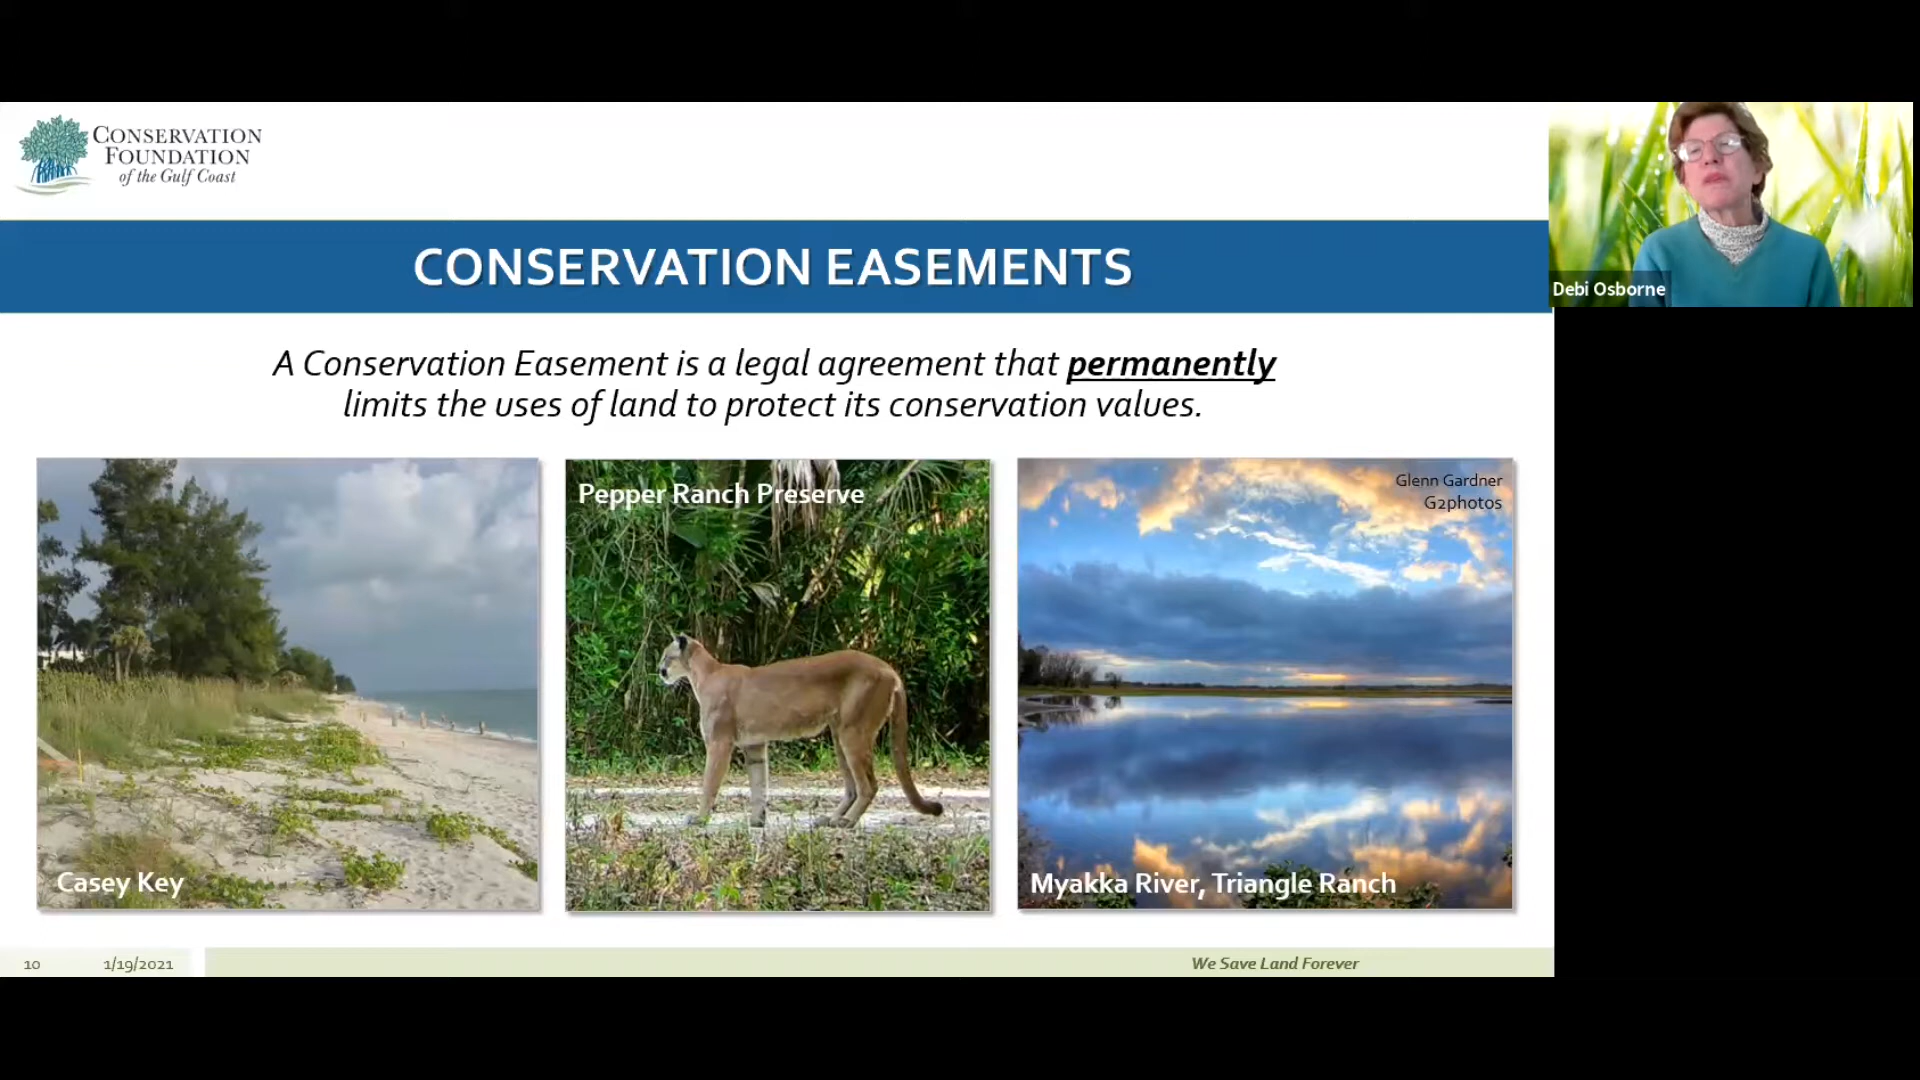 CONSERVATION
FOUNDATION
of the Gulf Coast
CONSERVATION EASEMENTS
Debi Osborne
A Conservation Easement is a legal agreement that permanently
limits the uses of land to protect its conservation values.
Casey Key
Pepper Ranch Preserve
Glenn Gardner
G2photos
Myakka River, Triangle Ranch
10
1/19/2021
We Save Land Forever